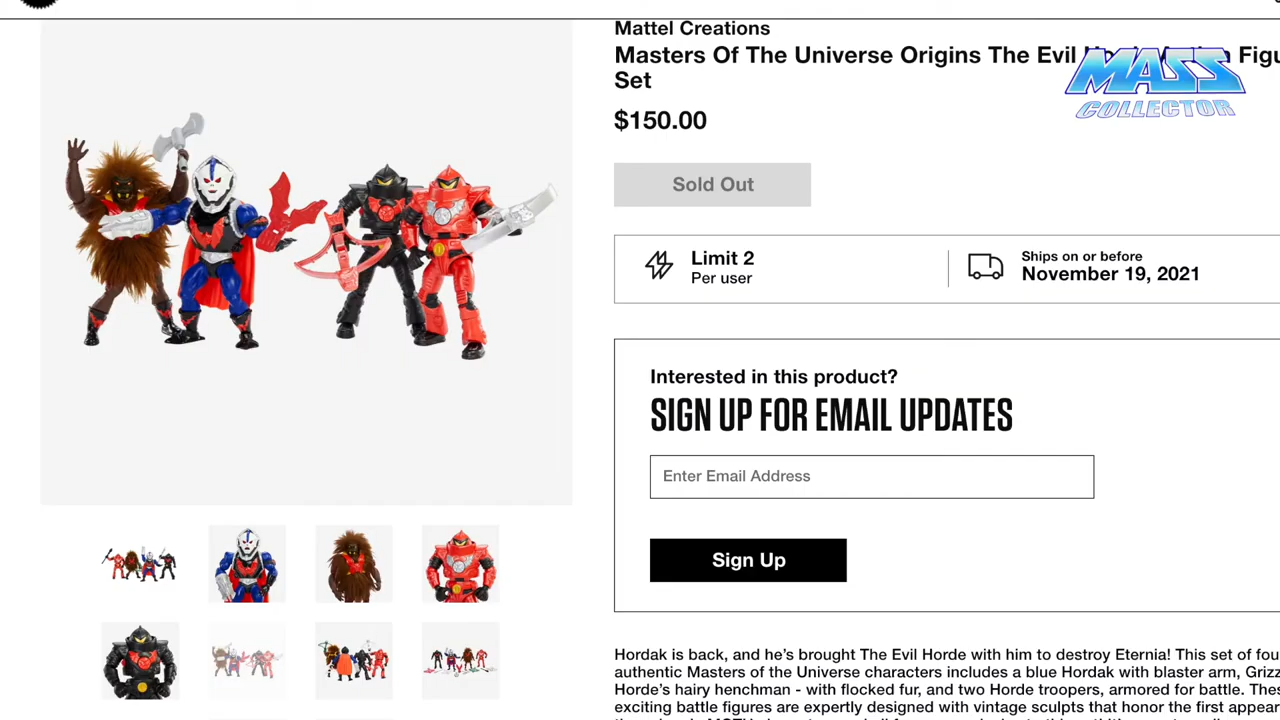 Mattel Creations
Masters Of The Universe Origins The Evil
Set
MASS
COLLECTOR
$150.00
Sold Out
Limit 2
Per user
Ships on or before
November 19, 2021
Interested in this product?
SIGN UP FOR EMAIL UPDATES
Enter Email Address
Sign Up
Hordak is back, and he’s brought The Evil Horde with him to destroy Eternia! This set of fou
authentic Masters of the Universe characters includes a blue Hordak with blaster arm, Grizz
Horde’s hairy henchman - with flocked fur, and two Horde troopers, armored for battle. Thes
exciting battle figures are expertly designed with vintage sculpts that honor the first appear